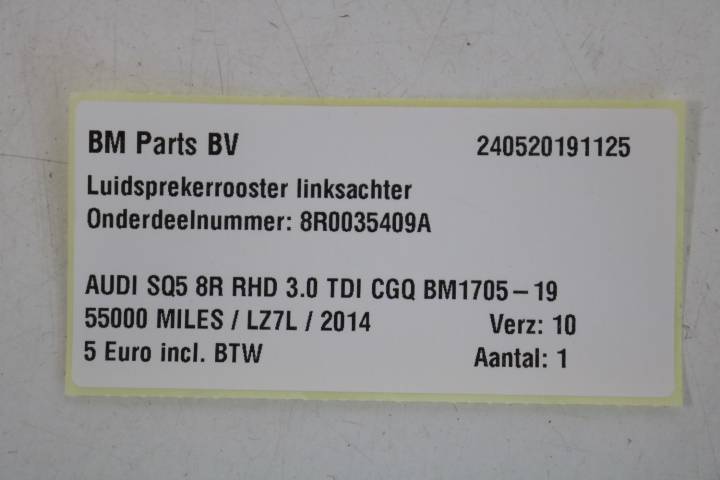 BM Parts BV 240520191125
Luidsprekerrooster linksachter
Onderdeelnummer: 8R0035409A
AUDI SQ5 8R RHD 3.0 TDI CGQ BM1705-19
55000 MILES / LZ7L / 2014 Verz: 10
5 Euro incl. BTW Aantal: 1